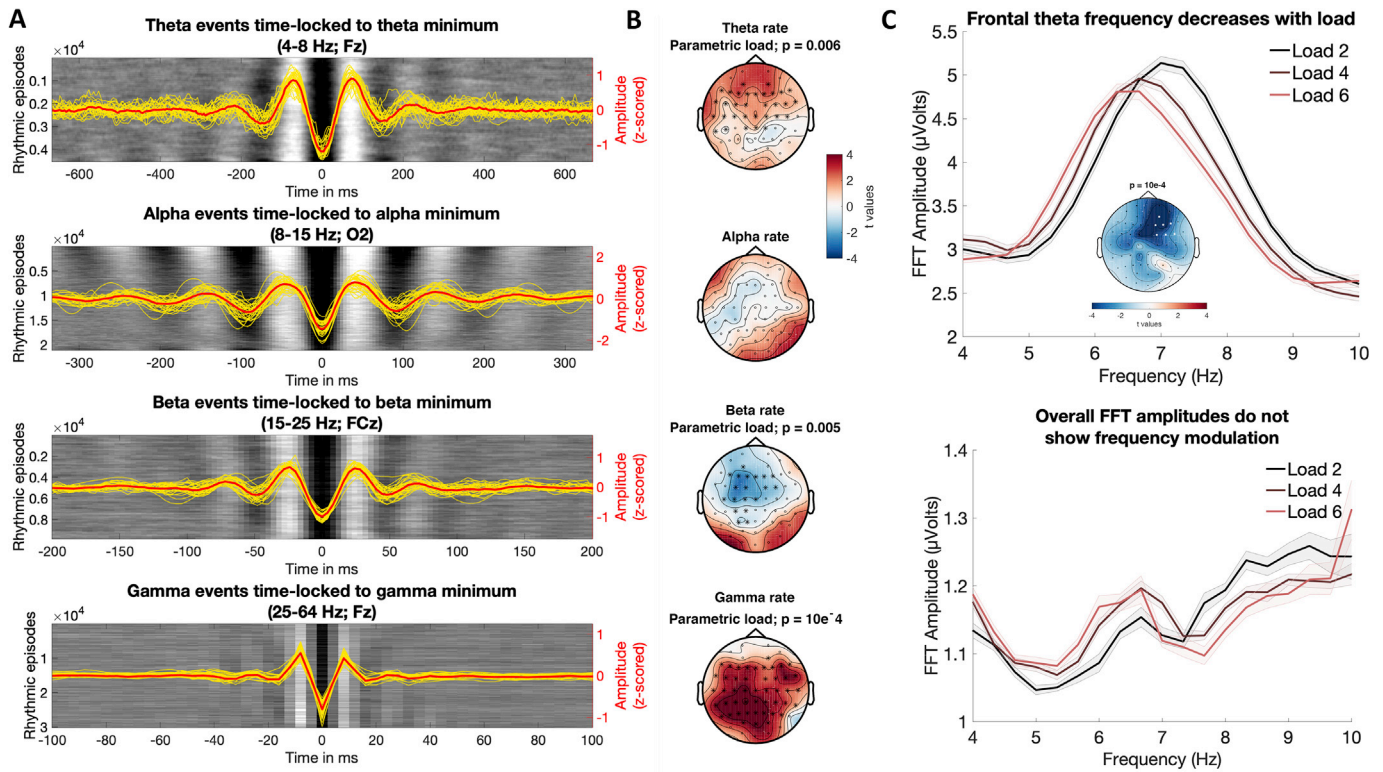 A
Theta events time-locked to theta minimum
(4-8 Hz; Fz)
×10⁴
Rhythmic episodes
0.1
0.2
0.3
0.4
1
0
-1
Amplitude
(z-scored)
-600 -400 -200 0 200 400 600
Time in ms
Alpha events time-locked to alpha minimum
(8-15 Hz; O2)
×10⁴
Rhythmic episodes
0.5
1
1.5
2
2
0
-2
Amplitude
(z-scored)
-300 -200 -100 0 100 200 300
Time in ms
Beta events time-locked to beta minimum
(15-25 Hz; FCz)
×10⁴
Rhythmic episodes
0.2
0.4
0.6
0.8
1
0
-1
Amplitude
(z-scored)
-200 -150 -100 -50 0 50 100 150 200
Time in ms
Gamma events time-locked to gamma minimum
(25-64 Hz; Fz)
×10⁴
Rhythmic episodes
1
2
3
1
0
-1
Amplitude
(z-scored)
-100 -80 -60 -40 -20 0 20 40 60 80 100
Time in ms
B
Theta rate
Parametric load; p = 0.006
4
2
0
-2
-4
t values
Alpha rate
Beta rate
Parametric load; p = 0.005
Gamma rate
Parametric load; p = 10e⁻4
C
Frontal theta frequency decreases with load
5.5
5
4.5
4
3.5
3
2.5
2
FFT Amplitude (µVolts)
Load 2
Load 4
Load 6
p = 10e-4
-4 -2 0 2 4
t values
4 5 6 7 8 9 10
Frequency (Hz)
Overall FFT amplitudes do not
show frequency modulation
1.4
1.3
1.2
1.1
1
FFT Amplitude (µVolts)
Load 2
Load 4
Load 6
4 5 6 7 8 9 10
Frequency (Hz)